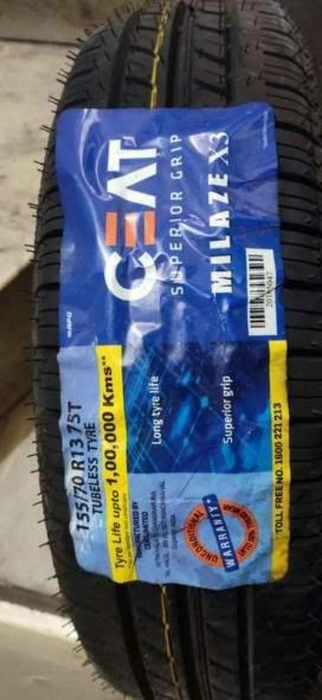 CEAT
SUPERIOR GRIP
MILAZE X3
Long tyre life
Superior grip
155/70 R13 75T
TUBELESS TYRE
Tyre Life upto 1,00,000 Kms**
UNCONDITIONAL
WARRANTY*
TOLL FREE NO. 1800 221 213